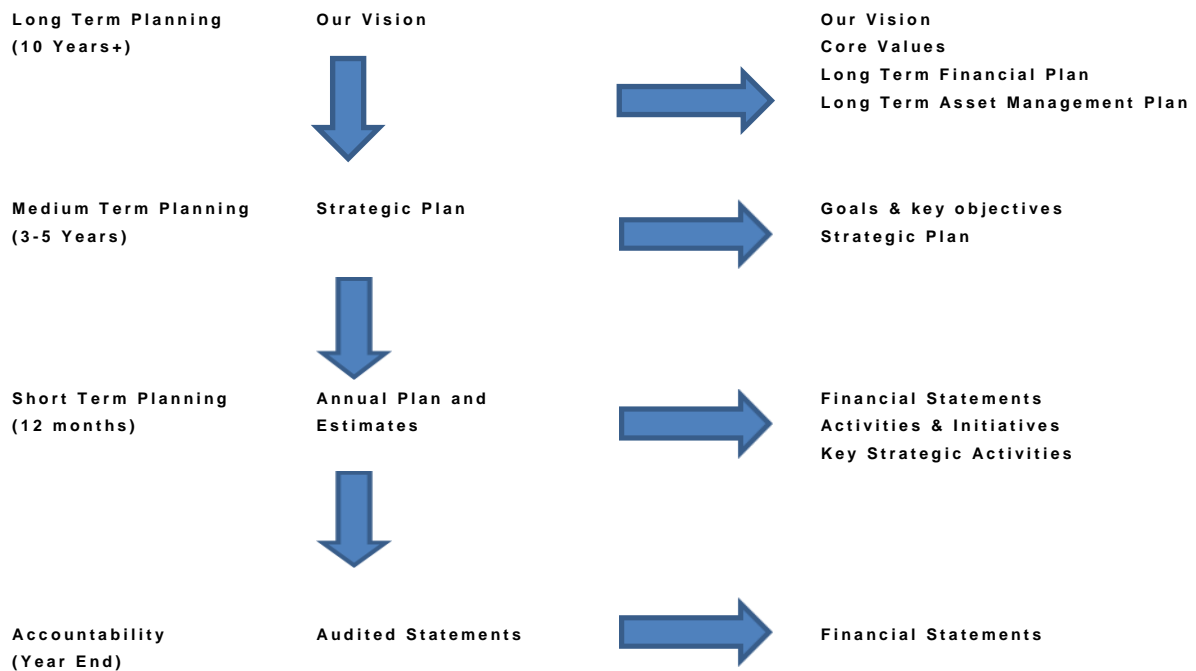 Long Term Planning
(10 Years+)
Our Vision
Our Vision
Core Values
Long Term Financial Plan
Long Term Asset Management Plan
Medium Term Planning
(3-5 Years)
Strategic Plan
Goals & key objectives
Strategic Plan
Short Term Planning
(12 months)
Annual Plan and
Estimates
Financial Statements
Activities & Initiatives
Key Strategic Activities
Accountability
(Year End)
Audited Statements
Financial Statements